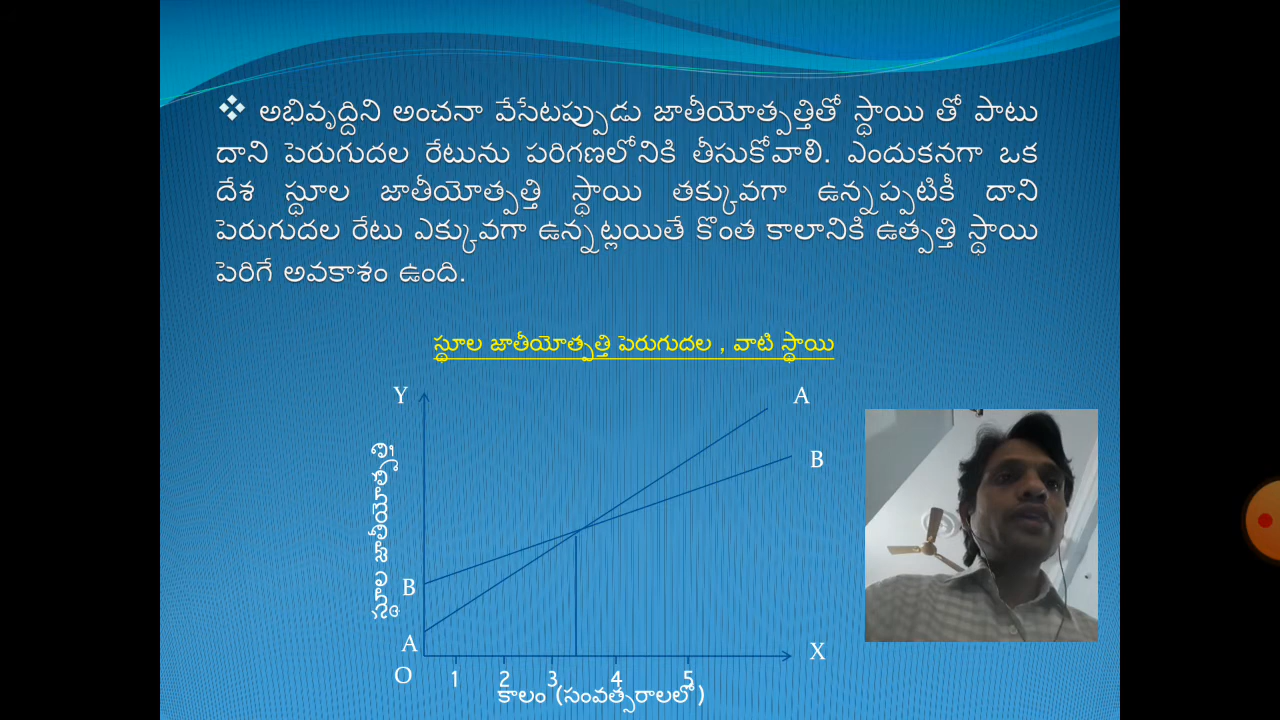 అభివృద్దిని అంచనా వేసేటప్పుడు జాతీయోత్పత్తితో స్థాయి తో పాటు
దాని పెరుగుదల రేటును పరిగణలోనికి తీసుకోవాలి. ఎందుకనగా ఒక
దేశ స్థూల జాతీయోత్పత్తి స్థాయి తక్కువగా ఉన్నప్పటికీ దాని
పెరుగుదల రేటు ఎక్కువగా ఉన్నట్లయితే కొంత కాలానికి ఉత్పత్తి స్థాయి
పెరిగే అవకాశం ఉంది.
స్థూల జాతీయోత్పత్తి పెరుగుదల , వాటి స్థాయి
Y
A
B
స్థూల జాతీయోత్పత్తి
B
A
X
O
1 2 3 4 5
కాలం (సంవత్సరాలలో)